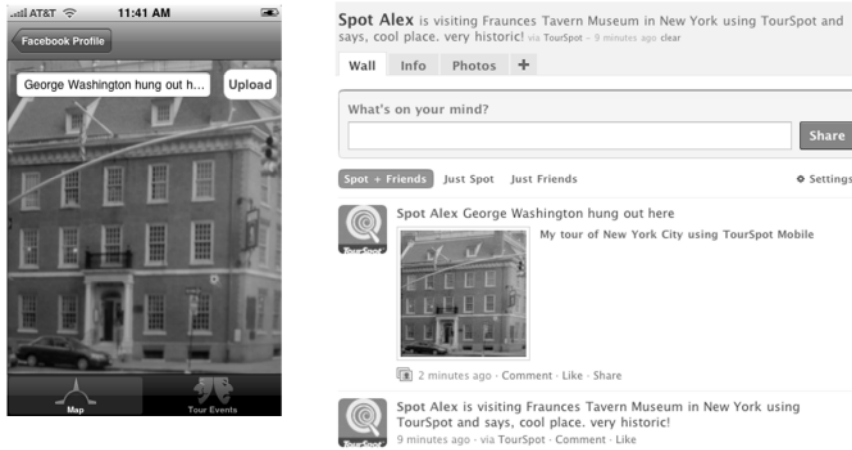 AT&T 11:41 AM
Facebook Profile
George Washington hung out h... Upload
Map Tour Events
Spot Alex is visiting Fraunces Tavern Museum in New York using TourSpot and
says, cool place. very historic! via TourSpot - 9 minutes ago clear
Wall Info Photos +
What's on your mind?
Share
Spot + Friends Just Spot Just Friends Settings
Spot Alex George Washington hung out here
My tour of New York City using TourSpot Mobile
TourSpot
2 minutes ago · Comment · Like · Share
Spot Alex is visiting Fraunces Tavern Museum in New York using
TourSpot and says, cool place. very historic!
TourSpot
9 minutes ago · via TourSpot · Comment · Like